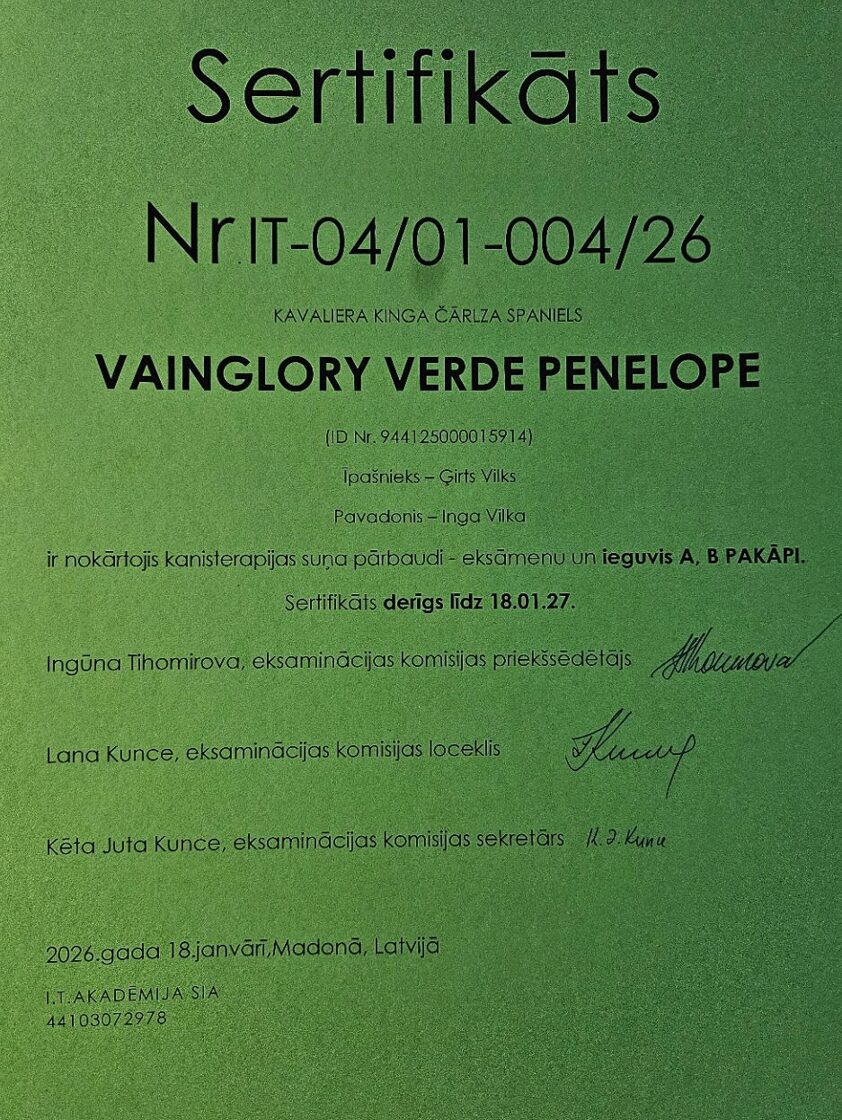 Sertifikāts
Nr.IT-04/01-004/26
KAVALIERA KINGA ČĀRLZA SPANIELS
VAINGLORY VERDE PENELOPE
(ID Nr. 944125000015914)
Īpašnieks – Ģirts Vilks
Pavadonis – Inga Vilka
ir nokārtojis kanisterapijas suņa pārbaudi - eksāmenu un ieguvis A, B PAKĀPI.
Sertifikāts derīgs līdz 18.01.27.
Ingūna Tihomirova, eksaminācijas komisijas priekšsēdētājs
Lana Kunce, eksaminācijas komisijas loceklis
Kēta Juta Kunce, eksaminācijas komisijas sekretārs
2026.gada 18.janvārī,Madonā, Latvijā
I.T.AKADĒMIJA SIA
44103072978